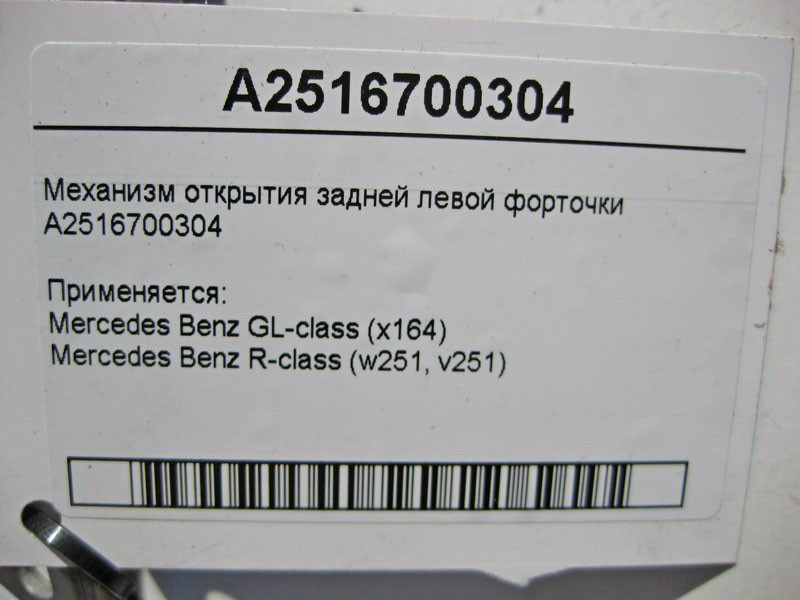 A2516700304
Механизм открытия задней левой форточки
A2516700304
Применяется:
Mercedes Benz GL-class (x164)
Mercedes Benz R-class (w251, v251)